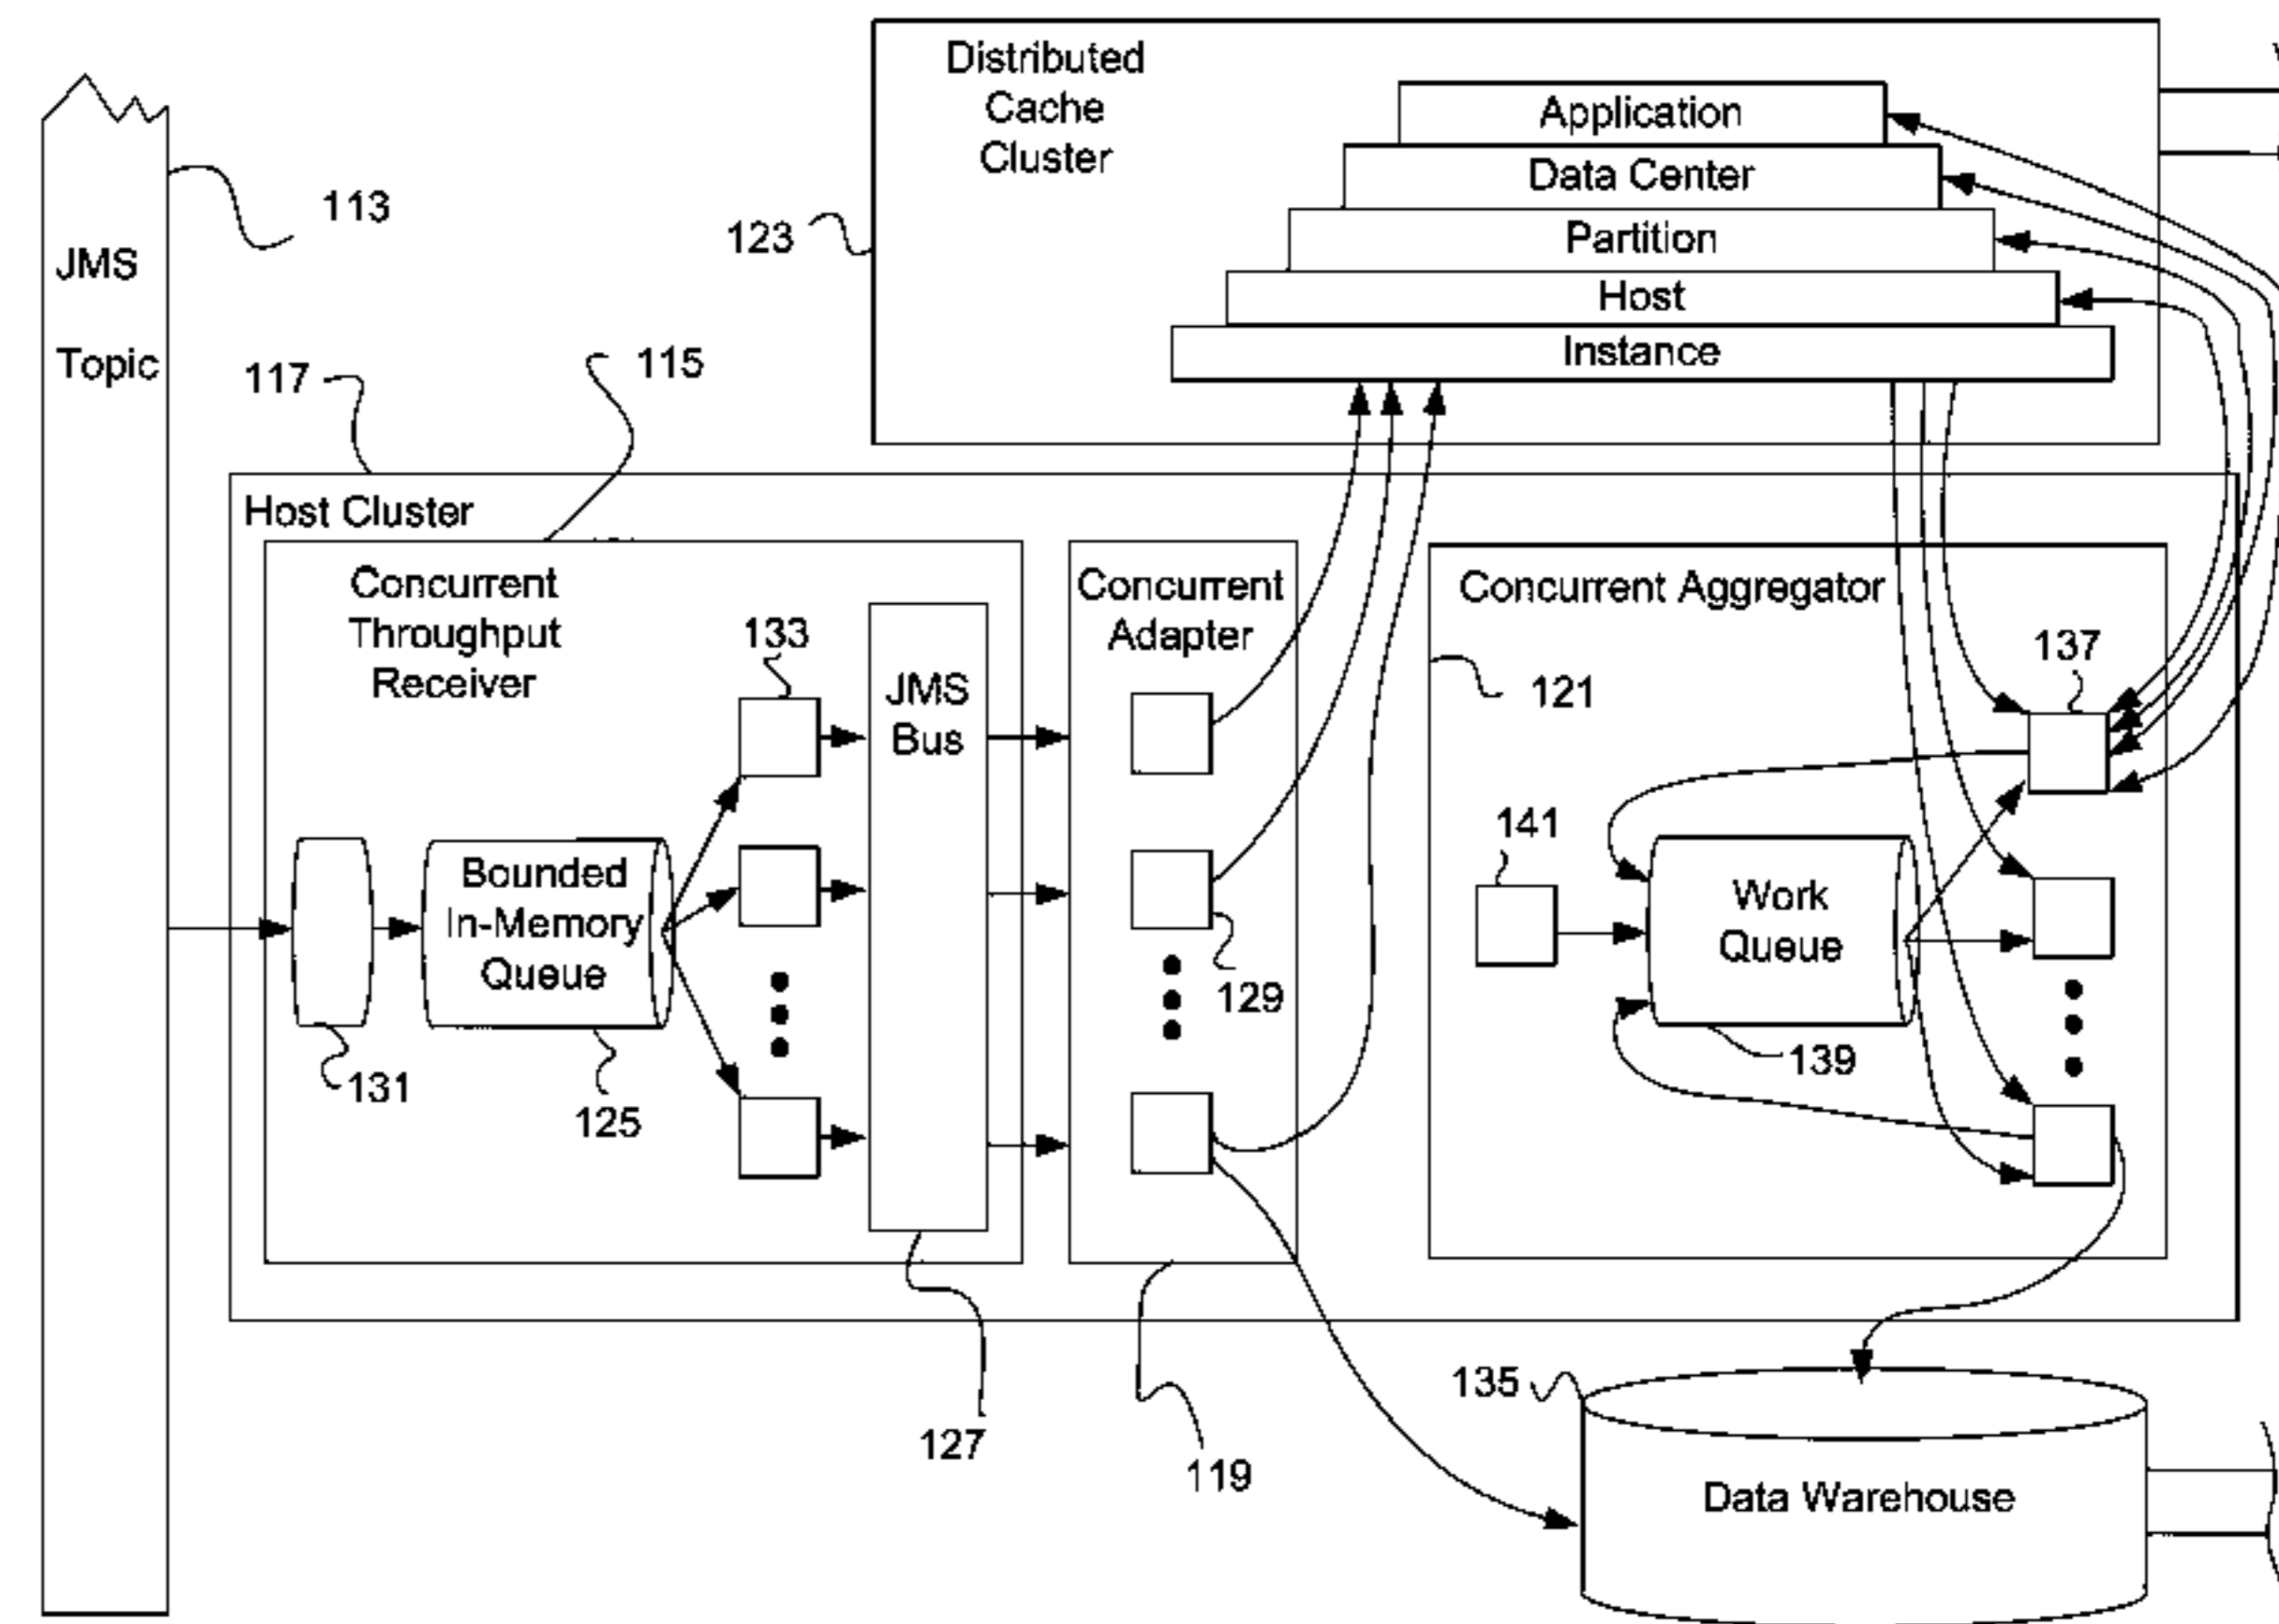 Distributed
Cache
Cluster
Application
Data Center
Partition
Host
Instance
123
113
JMS
Topic
117
115
Host Cluster
Concurrent
Throughput
Receiver
133
JMS
Bus
Concurrent
Adapter
Concurrent Aggregator
121
137
141
Bounded
In-Memory
Queue
Work
Queue
129
139
131
125
127
119
135
Data Warehouse